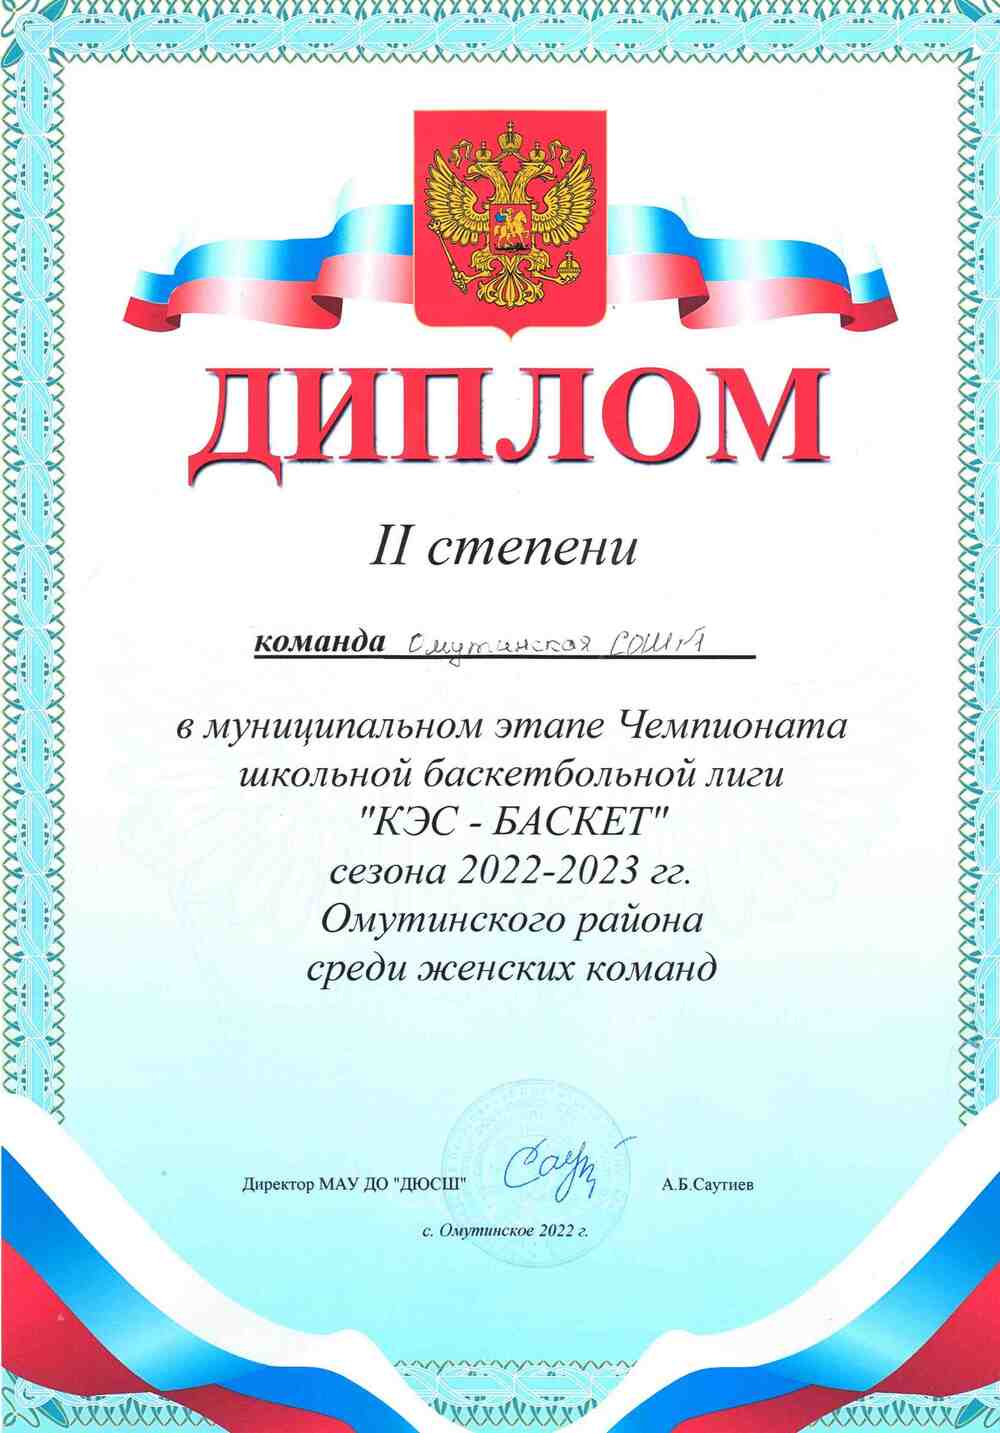 ДИПЛОМ
II степени
команда Омутинская СОШ №1
в муниципальном этапе Чемпионата
школьной баскетбольной лиги
"КЭС - БАСКЕТ"
сезона 2022-2023 гг.
Омутинского района
среди женских команд
Директор МАУ ДО "ДЮСШ" А.Б.Саутиев
с. Омутинское 2022 г.